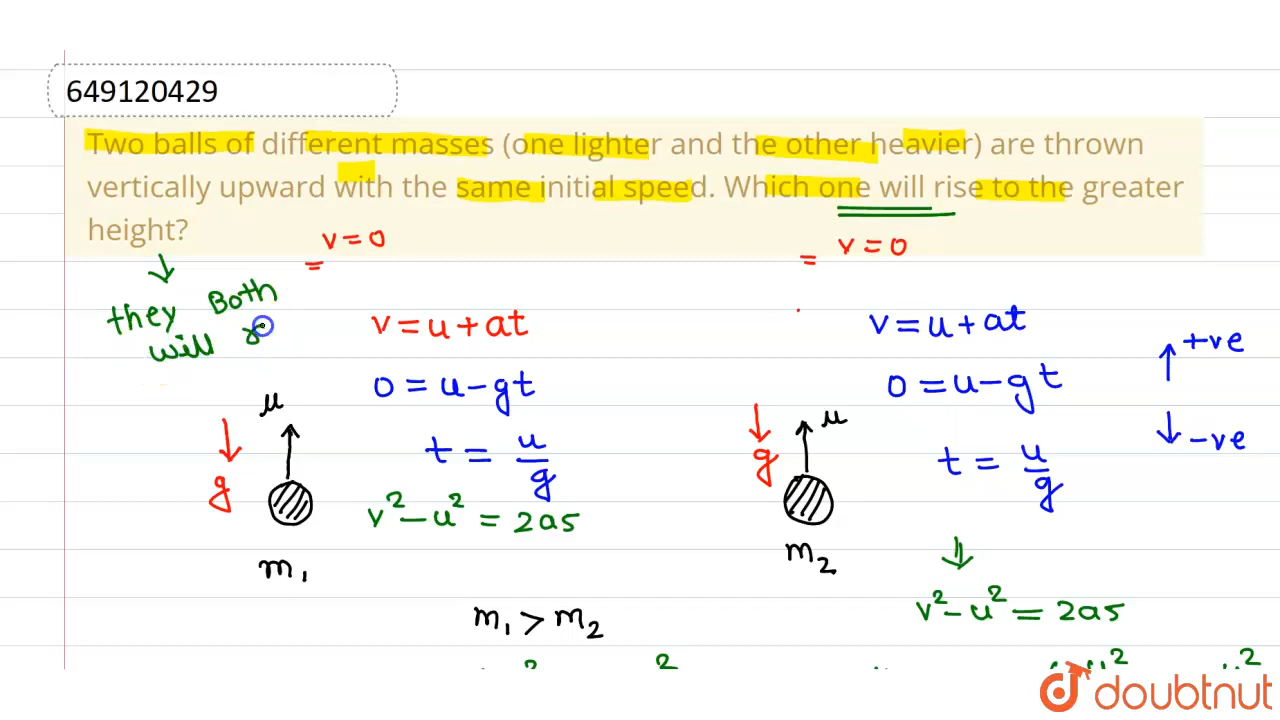 649120429
Two balls of different masses (one lighter and the other heavier) are thrown
vertically upward with the same initial speed. Which one will rise to the greater
height?
v = 0
=
v = 0
=
they Both
will r
v = u + at
0 = u - gt
t = u/g
v² - u² = 2as
v = u + at
0 = u - gt
t = u/g
v² - u² = 2as
↑ +ve
↓ -ve
u
g
m₁
u
g
m₂
m₁ > m₂
doubtnut